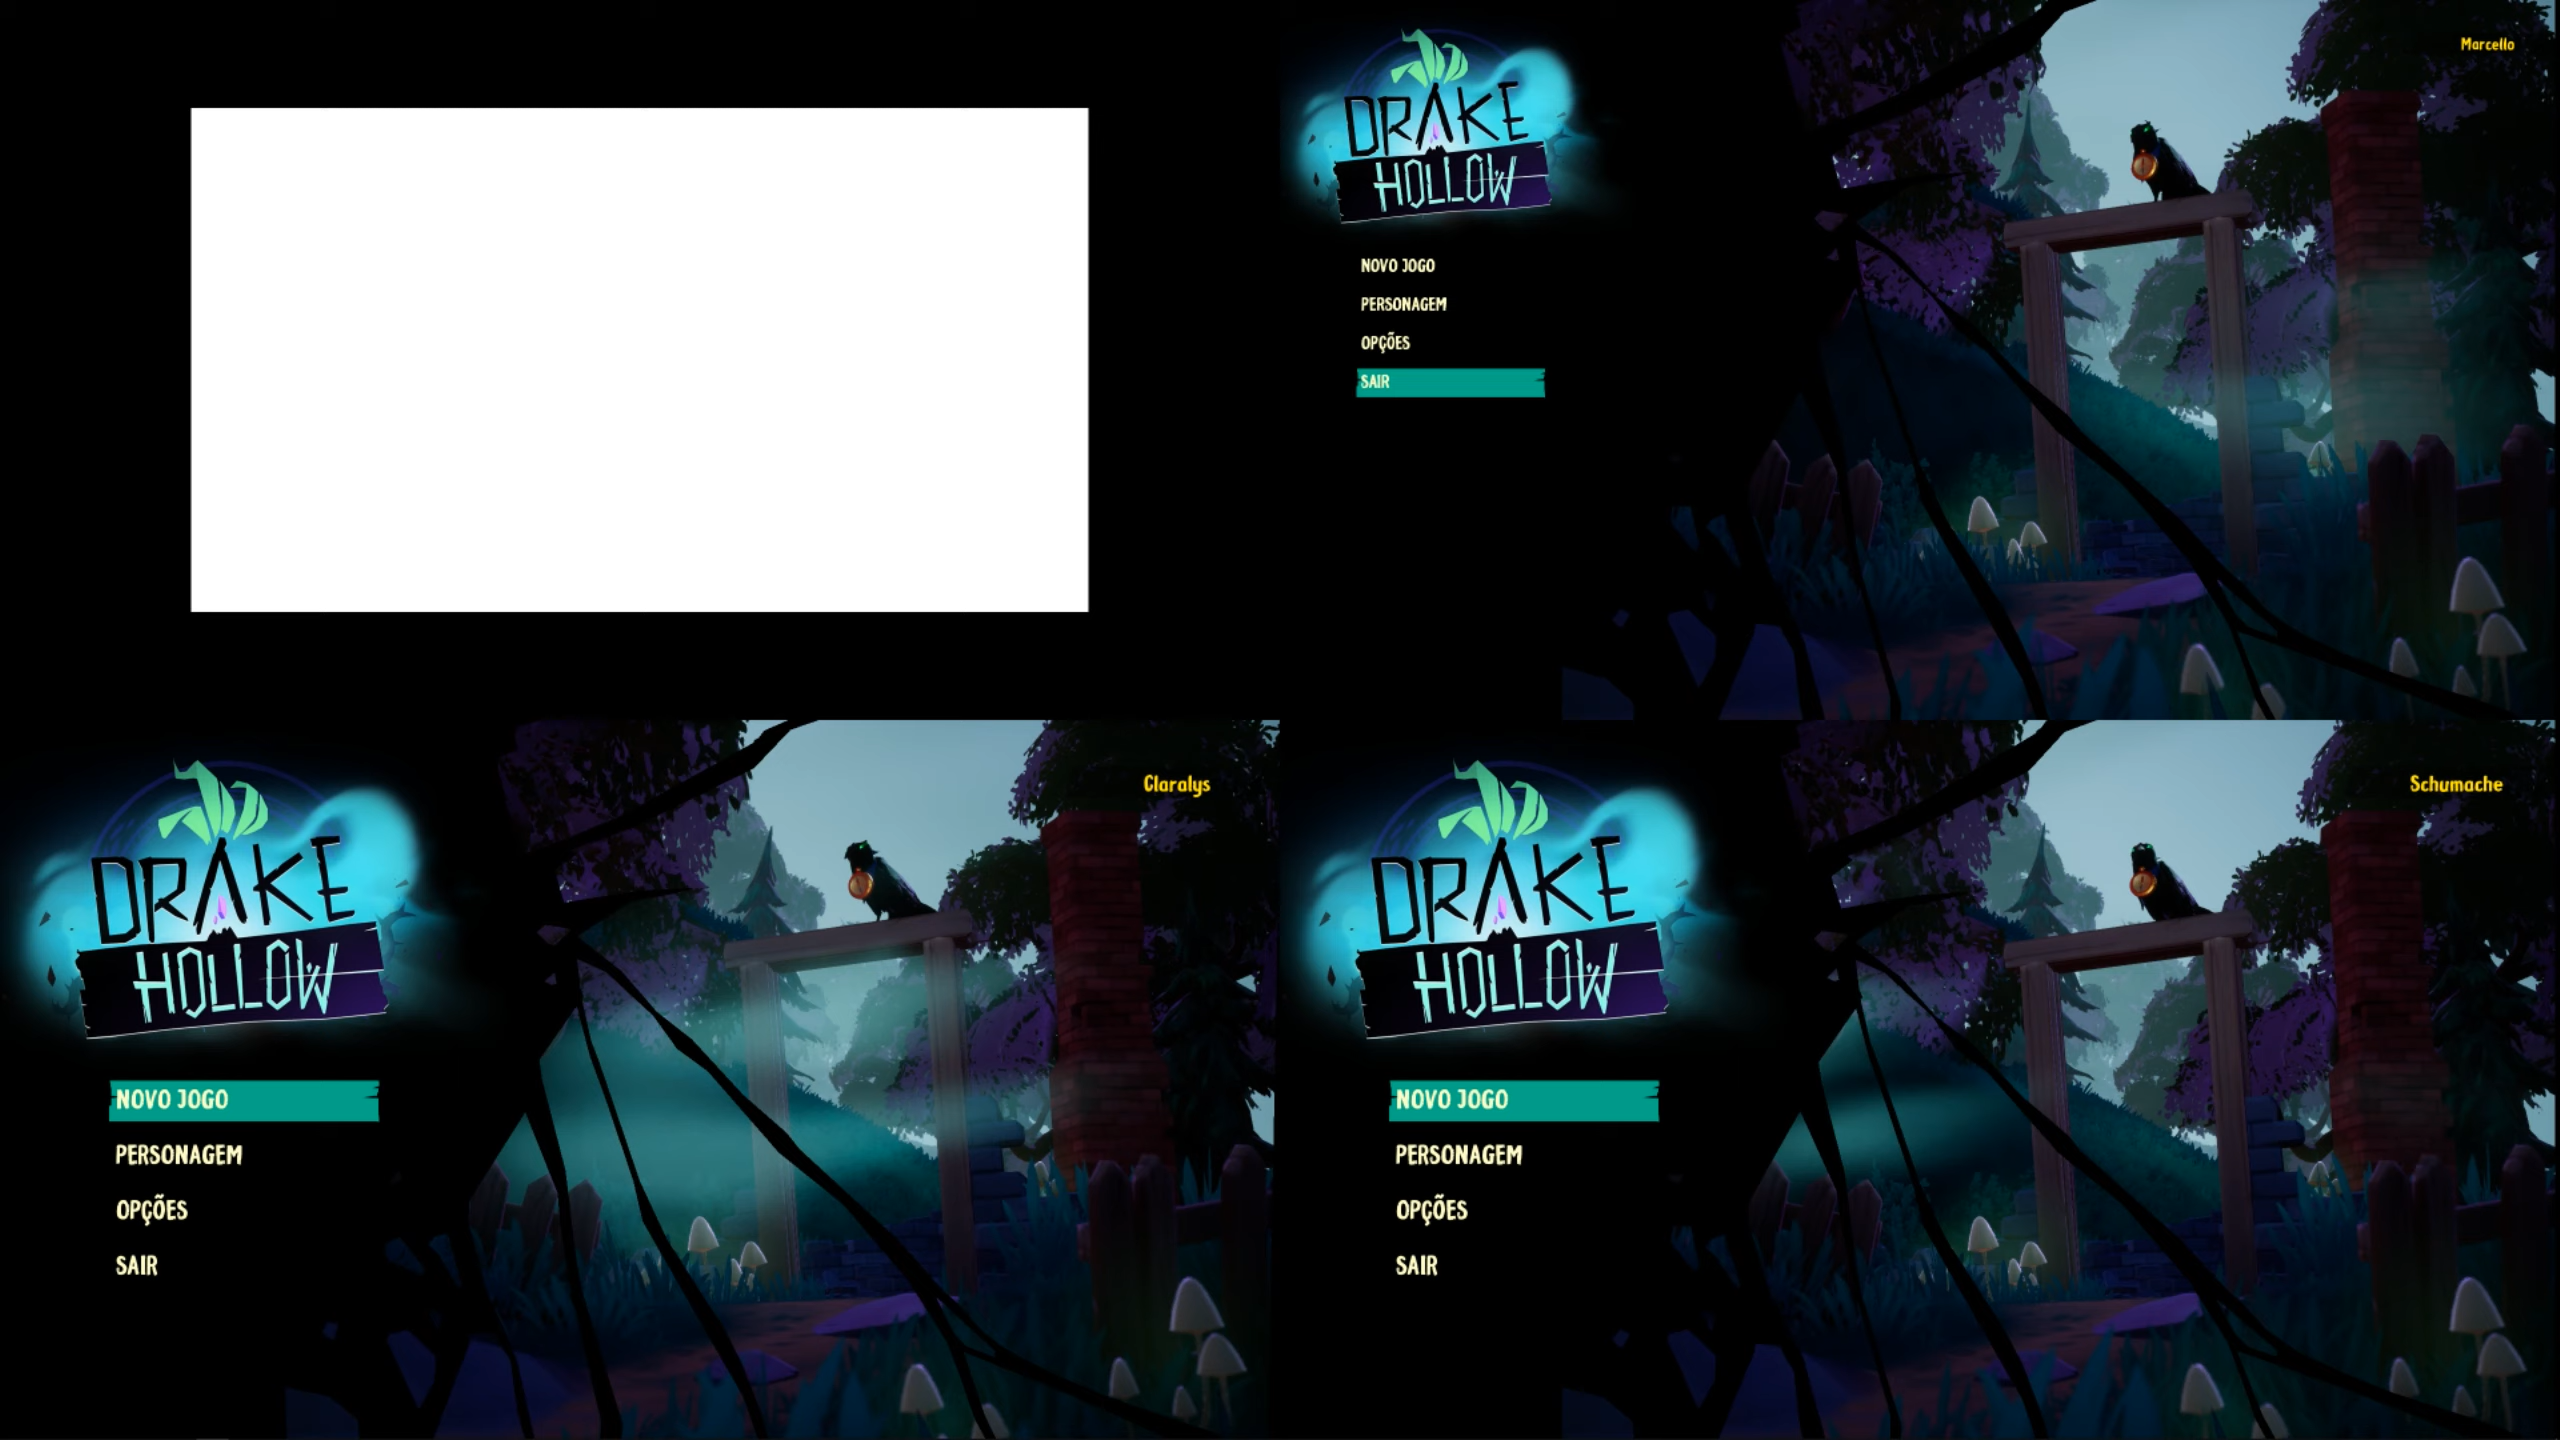 DRAKE
HOLLOW
Marcello
NOVO JOGO
PERSONAGEM
OPÇÕES
SAIR
DRAKE
HOLLOW
Claralys
NOVO JOGO
PERSONAGEM
OPÇÕES
SAIR
DRAKE
HOLLOW
Schumache
NOVO JOGO
PERSONAGEM
OPÇÕES
SAIR